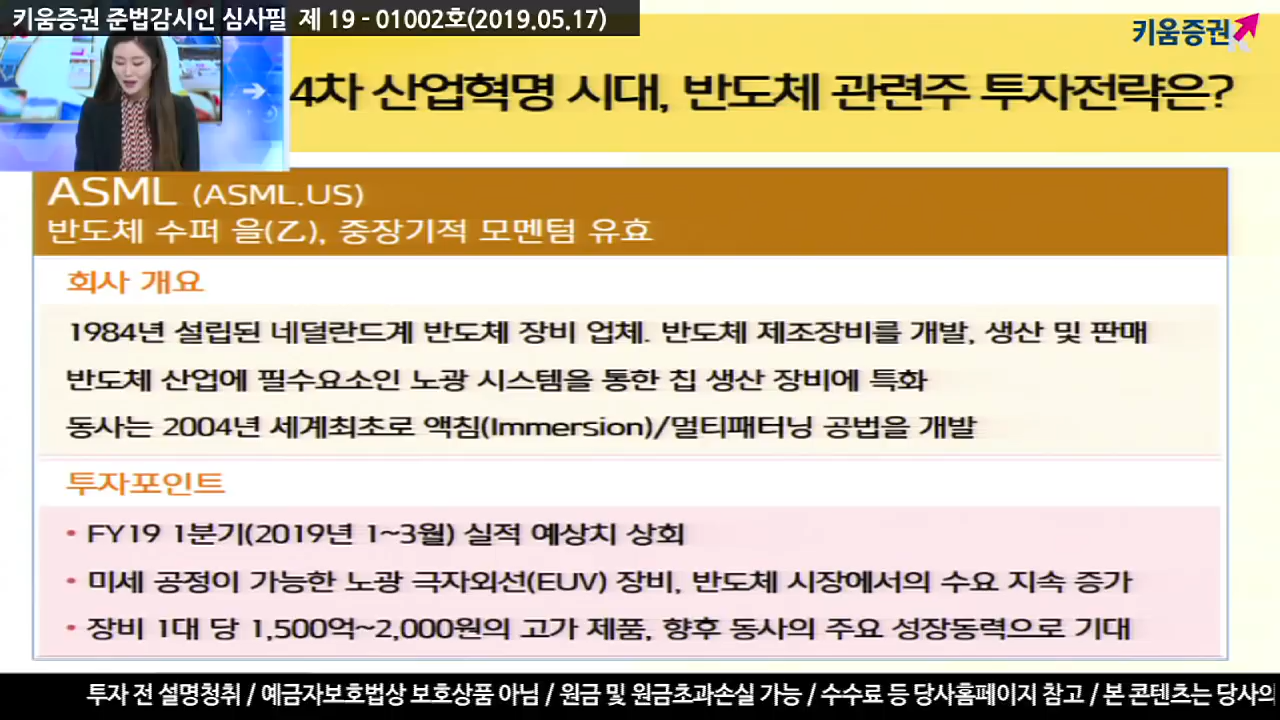 키움증권 준법감시인 심사필 제 19 - 01002호(2019.05.17)
키움증권
4차 산업혁명 시대, 반도체 관련주 투자전략은?
ASML (ASML.US)
반도체 수퍼 을(乙), 중장기적 모멘텀 유효
회사 개요
1984년 설립된 네덜란드계 반도체 장비 업체. 반도체 제조장비를 개발, 생산 및 판매
반도체 산업에 필수요소인 노광 시스템을 통한 칩 생산 장비에 특화
동사는 2004년 세계최초로 액침(Immersion)/멀티패터닝 공법을 개발
투자포인트
• FY19 1분기(2019년 1~3월) 실적 예상치 상회
• 미세 공정이 가능한 노광 극자외선(EUV) 장비, 반도체 시장에서의 수요 지속 증가
• 장비 1대 당 1,500억~2,000원의 고가 제품, 향후 동사의 주요 성장동력으로 기대
투자 전 설명청취 / 예금자보호법상 보호상품 아님 / 원금 및 원금초과손실 가능 / 수수료 등 당사홈페이지 참고 / 본 콘텐츠는 당사의